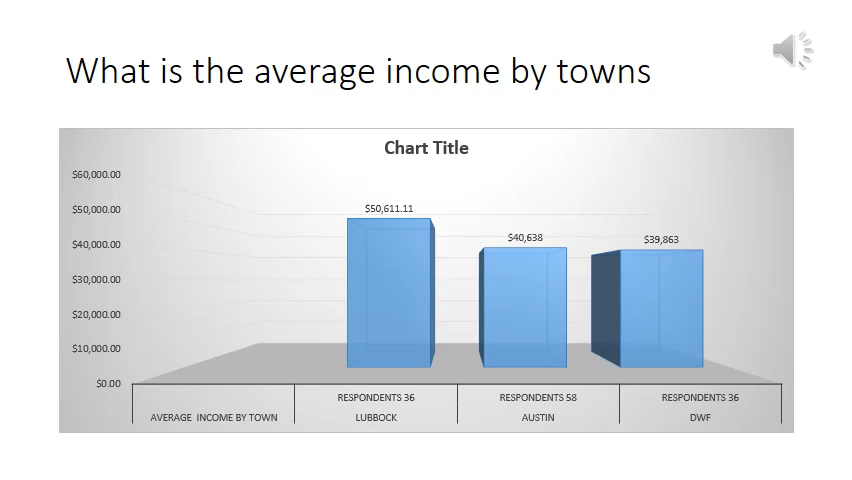 What is the average income by towns
Chart Title
$60,000.00
$50,000.00
$40,000.00
$30,000.00
$20,000.00
$10,000.00
$0.00
$50,611.11
$40,638
$39,863
RESPONDENTS 36
RESPONDENTS 58
RESPONDENTS 36
AVERAGE INCOME BY TOWN
LUBBOCK
AUSTIN
DWF